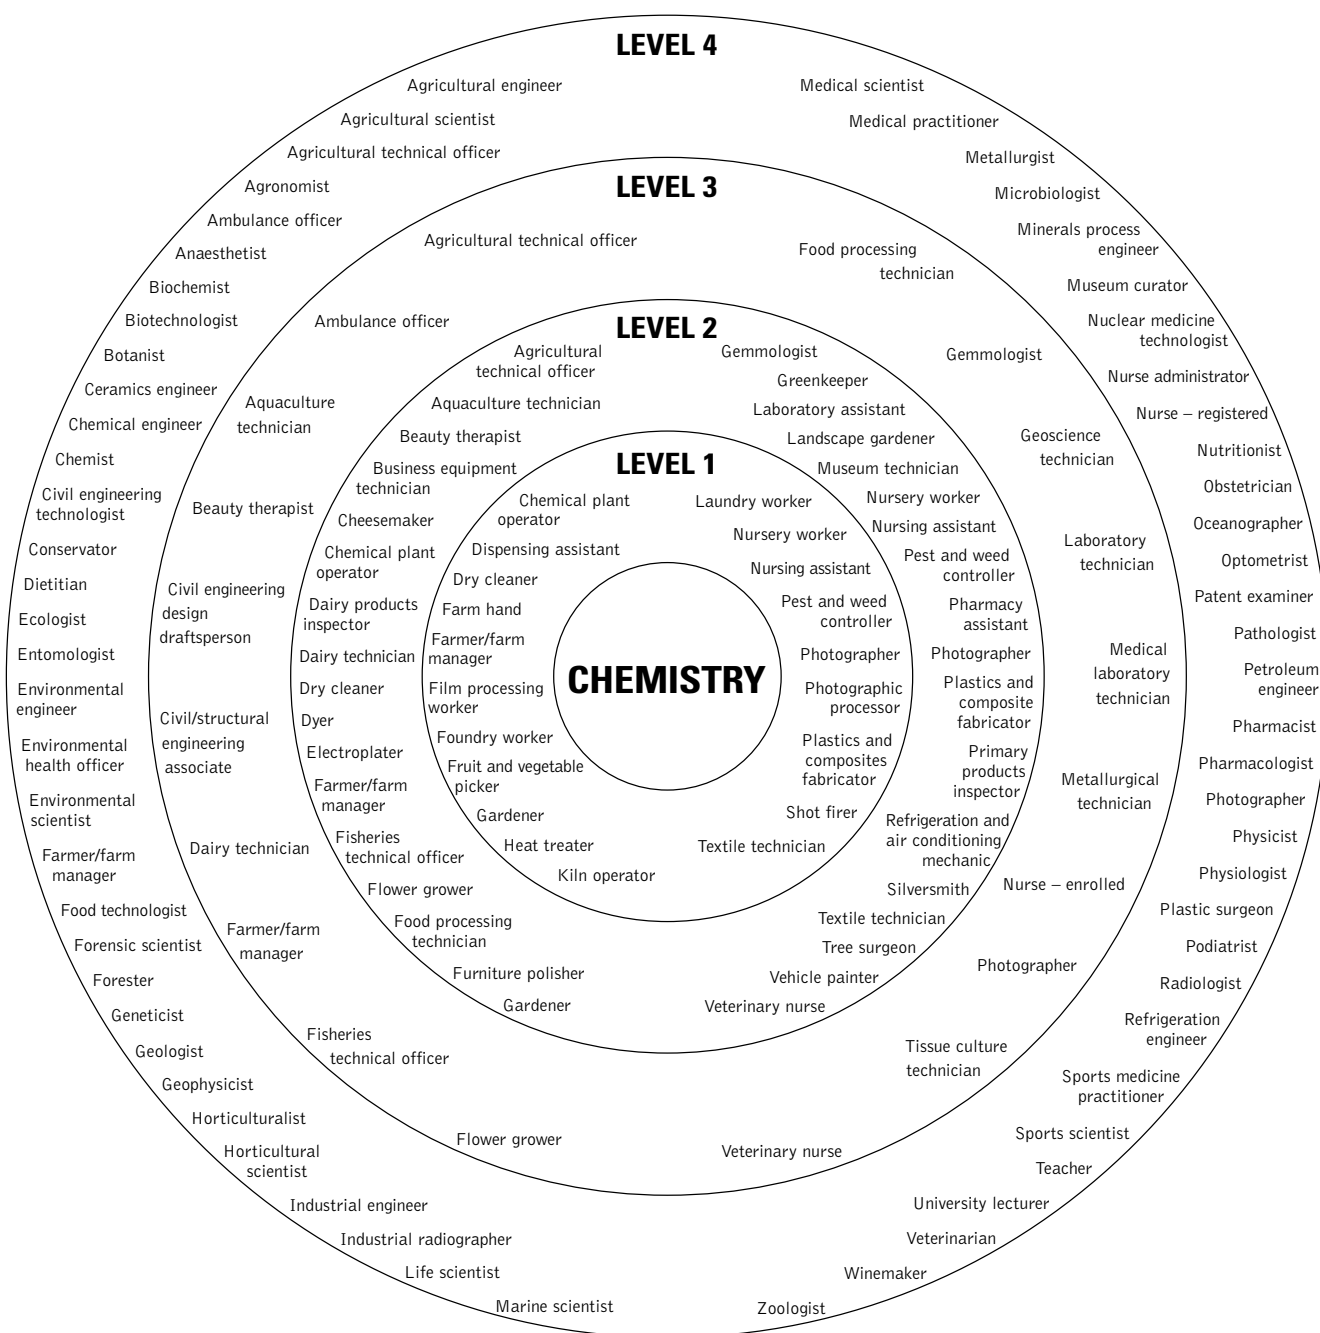 LEVEL 4
Agricultural engineer
Agricultural scientist
Agricultural technical officer
Agronomist
Ambulance officer
Anaesthetist
Biochemist
Biotechnologist
Botanist
Ceramics engineer
Chemical engineer
Chemist
Civil engineering
technologist
Conservator
Dietitian
Ecologist
Entomologist
Environmental
engineer
Environmental
health officer
Environmental
scientist
Farmer/farm
manager
Food technologist
Forensic scientist
Forester
Geneticist
Geologist
Geophysicist
Horticulturalist
Horticultural
scientist
Industrial engineer
Industrial radiographer
Life scientist
Marine scientist
Medical scientist
Medical practitioner
Metallurgist
Microbiologist
Minerals process
engineer
Museum curator
Nuclear medicine
technologist
Nurse administrator
Nurse – registered
Nutritionist
Obstetrician
Oceanographer
Optometrist
Patent examiner
Pathologist
Petroleum
engineer
Pharmacist
Pharmacologist
Photographer
Physicist
Physiologist
Plastic surgeon
Podiatrist
Radiologist
Refrigeration
engineer
Sports medicine
practitioner
Sports scientist
Teacher
University lecturer
Veterinarian
Winemaker
Zoologist
LEVEL 3
Agricultural technical officer
Ambulance officer
Aquaculture
technician
Beauty therapist
Civil engineering
design
draftsperson
Civil/structural
engineering
associate
Dairy technician
Farmer/farm
manager
Fisheries
technical officer
Flower grower
Food processing
technician
Gemmologist
Geoscience
technician
Laboratory
technician
Medical
laboratory
technician
Metallurgical
technician
Nurse – enrolled
Photographer
Tissue culture
technician
Veterinary nurse
LEVEL 2
Agricultural
technical officer
Aquaculture technician
Beauty therapist
Business equipment
technician
Cheesemaker
Chemical plant
operator
Dairy products
inspector
Dairy technician
Dry cleaner
Dyer
Electroplater
Farmer/farm
manager
Fisheries
technical officer
Flower grower
Food processing
technician
Furniture polisher
Gardener
Gemmologist
Greenkeeper
Laboratory assistant
Landscape gardener
Museum technician
Nursery worker
Nursing assistant
Pest and weed
controller
Pharmacy
assistant
Photographer
Plastics and
composite
fabricator
Primary
products
inspector
Refrigeration and
air conditioning
mechanic
Silversmith
Textile technician
Tree surgeon
Vehicle painter
Veterinary nurse
LEVEL 1
Chemical plant
operator
Dispensing assistant
Dry cleaner
Farm hand
Farmer/farm
manager
Film processing
worker
Foundry worker
Fruit and vegetable
picker
Gardener
Heat treater
Kiln operator
Laundry worker
Nursery worker
Nursing assistant
Pest and weed
controller
Photographer
Photographic
processor
Plastics and
composites
fabricator
Shot firer
Textile technician
CHEMISTRY